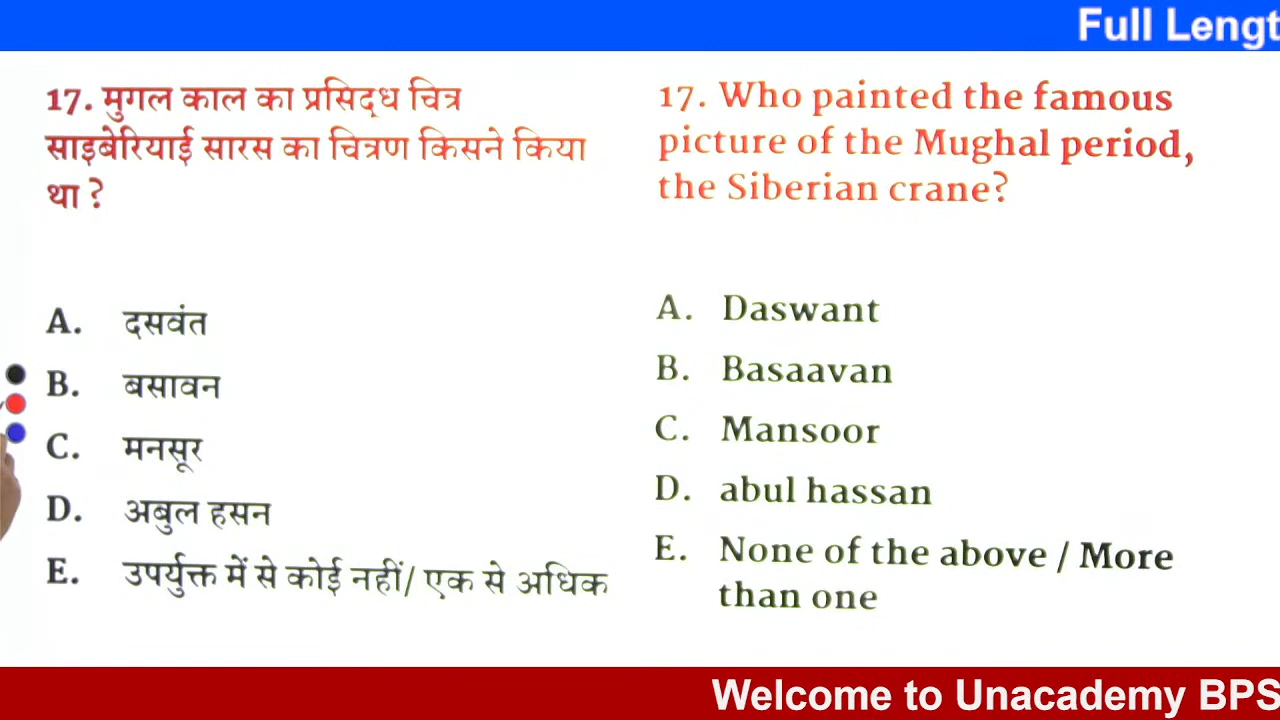 Full Lengt
17. मुगल काल का प्रसिद्ध चित्र
साइबेरियाई सारस का चित्रण किसने किया
था ?
A. दसवंत
B. बसावन
C. मनसूर
D. अबुल हसन
E. उपर्युक्त में से कोई नहीं/ एक से अधिक
17. Who painted the famous
picture of the Mughal period,
the Siberian crane?
A. Daswant
B. Basaavan
C. Mansoor
D. abul hassan
E. None of the above / More
than one
Welcome to Unacademy BPS